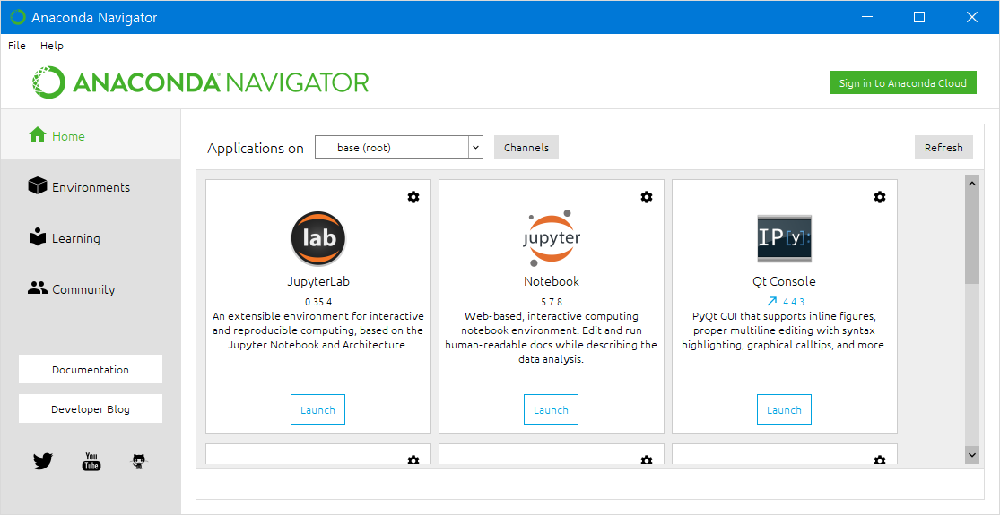 Anaconda Navigator
File Help
ANACONDA NAVIGATOR
Sign in to Anaconda Cloud
Home
Environments
Learning
Community
Documentation
Developer Blog
You
Tube
Applications on base (root) Channels Refresh
lab
JupyterLab
0.35.4
An extensible environment for interactive
and reproducible computing, based on the
Jupyter Notebook and Architecture.
Launch
jupyter
Notebook
5.7.8
Web-based, interactive computing
notebook environment. Edit and run
human-readable docs while describing the
data analysis.
Launch
IP[y]:
Qt Console
4.4.3
PyQt GUI that supports inline figures,
proper multiline editing with syntax
highlighting, graphical calltips, and more.
Launch